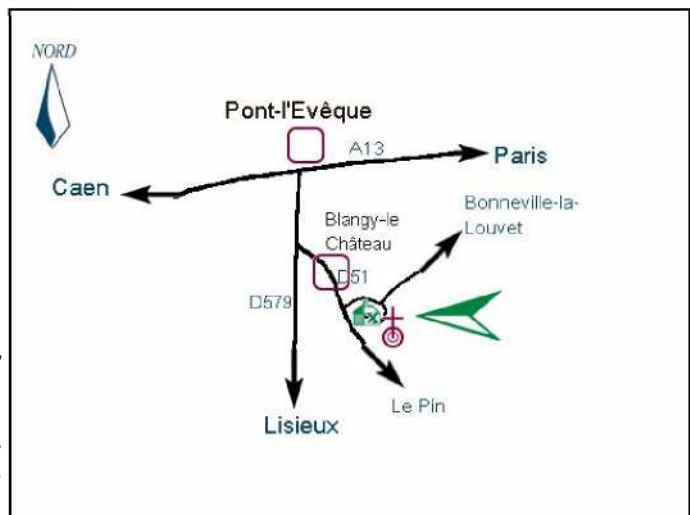 NORD
Pont-l'Evêque
A13
Paris
Caen
Bonneville-la-
Louvet
Blangy-le
Château
D51
D579
Le Pin
Lisieux